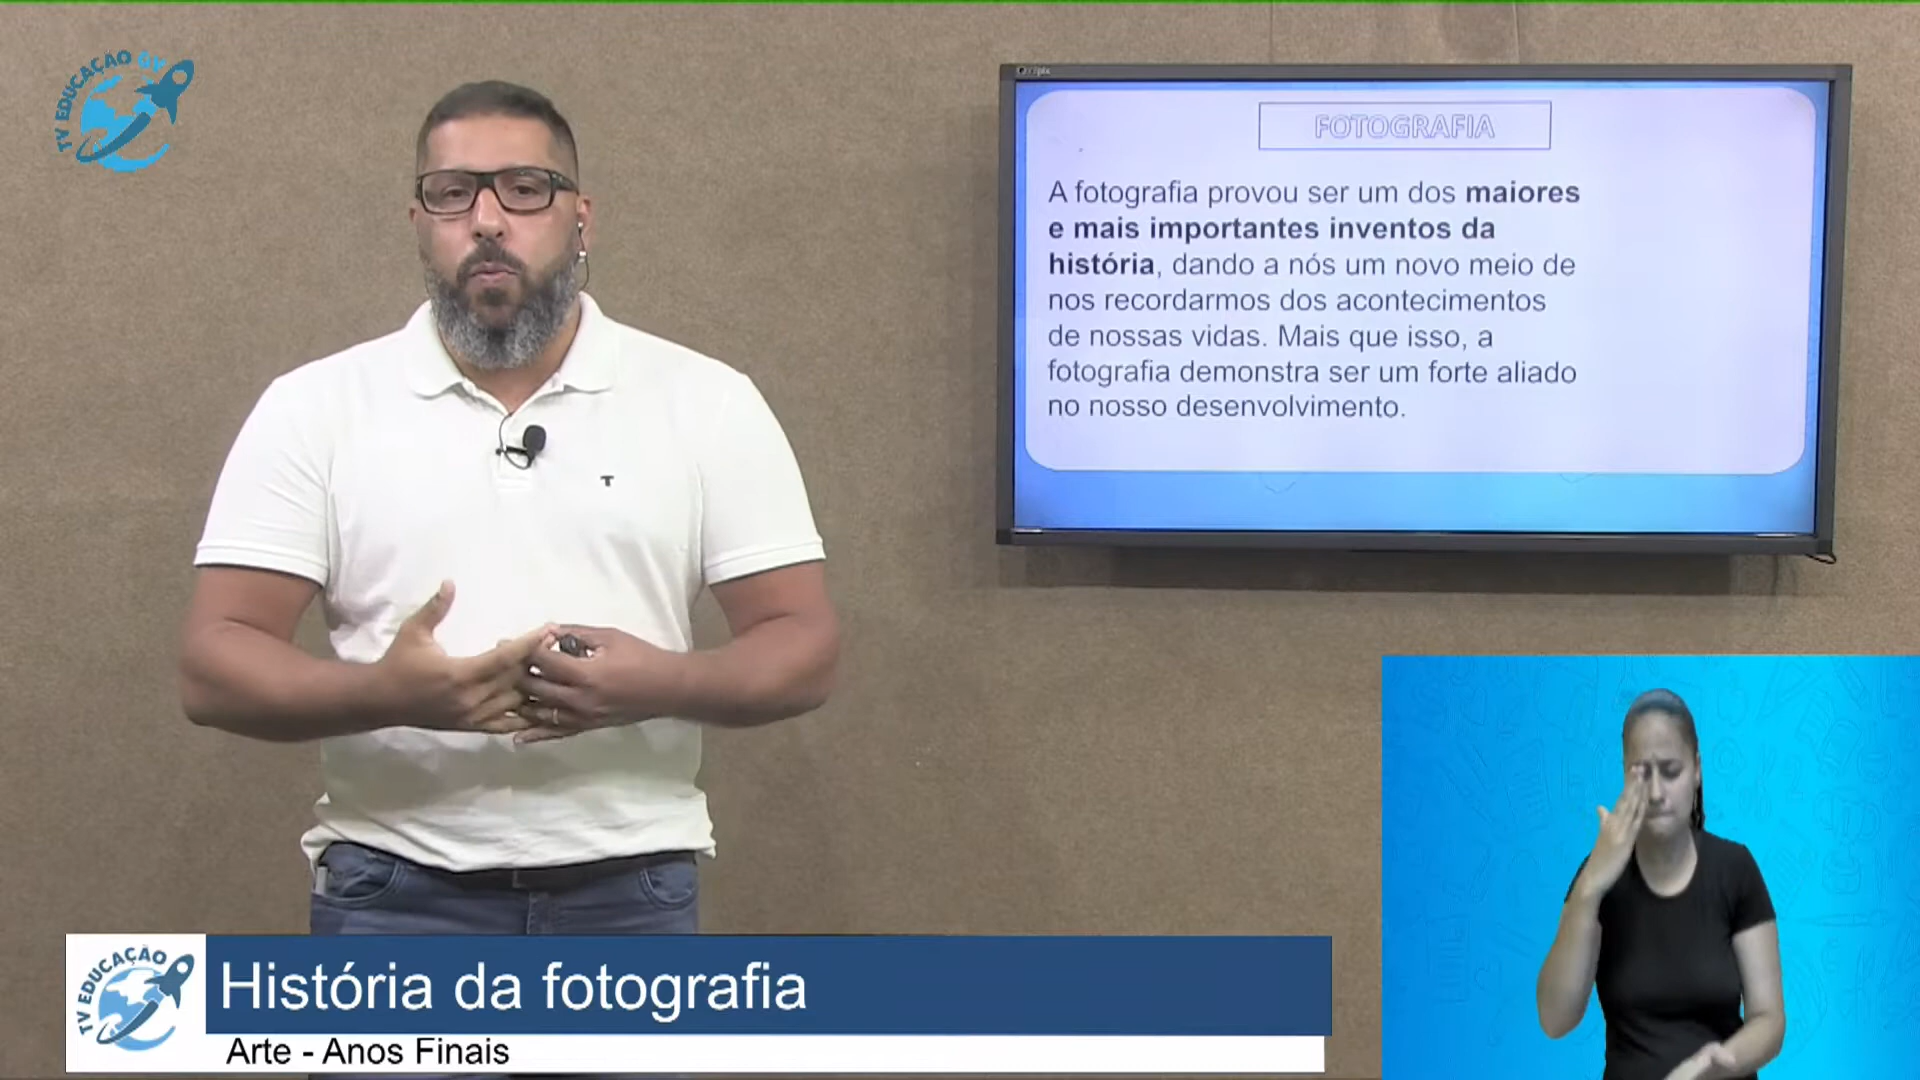 TV EDUCAÇÃO GV
FOTOGRAFIA
A fotografia provou ser um dos maiores
e mais importantes inventos da
história, dando a nós um novo meio de
nos recordarmos dos acontecimentos
de nossas vidas. Mais que isso, a
fotografia demonstra ser um forte aliado
no nosso desenvolvimento.
T
TV EDUCAÇÃO
História da fotografia
Arte - Anos Finais